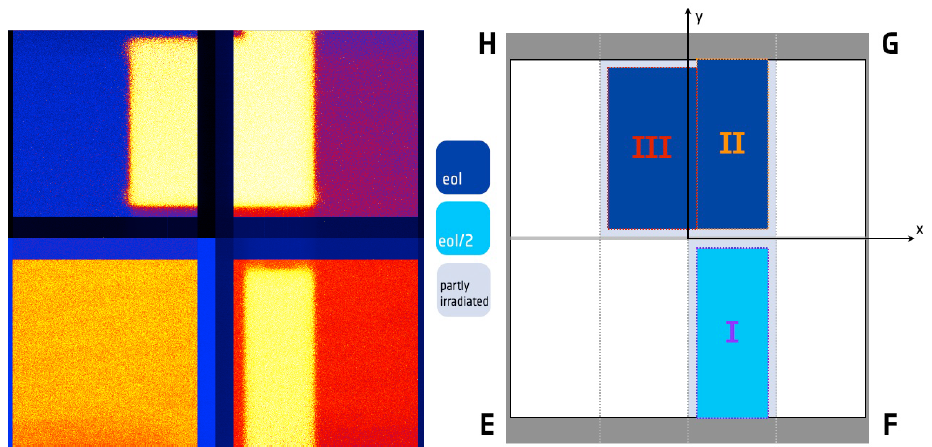 y
H
G
III
II
eol
eol/2
x
partly
irradiated
I
E
F